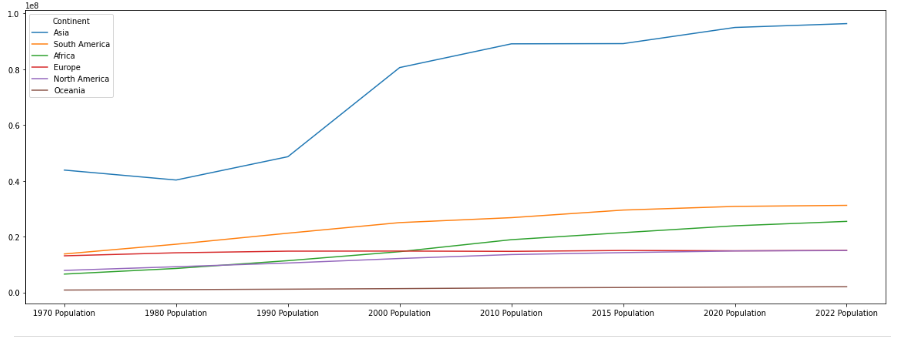 1e8
Continent
Asia
South America
Africa
Europe
North America
Oceania
1.0
0.8
0.6
0.4
0.2
0.0
1970 Population 1980 Population 1990 Population 2000 Population 2010 Population 2015 Population 2020 Population 2022 Population